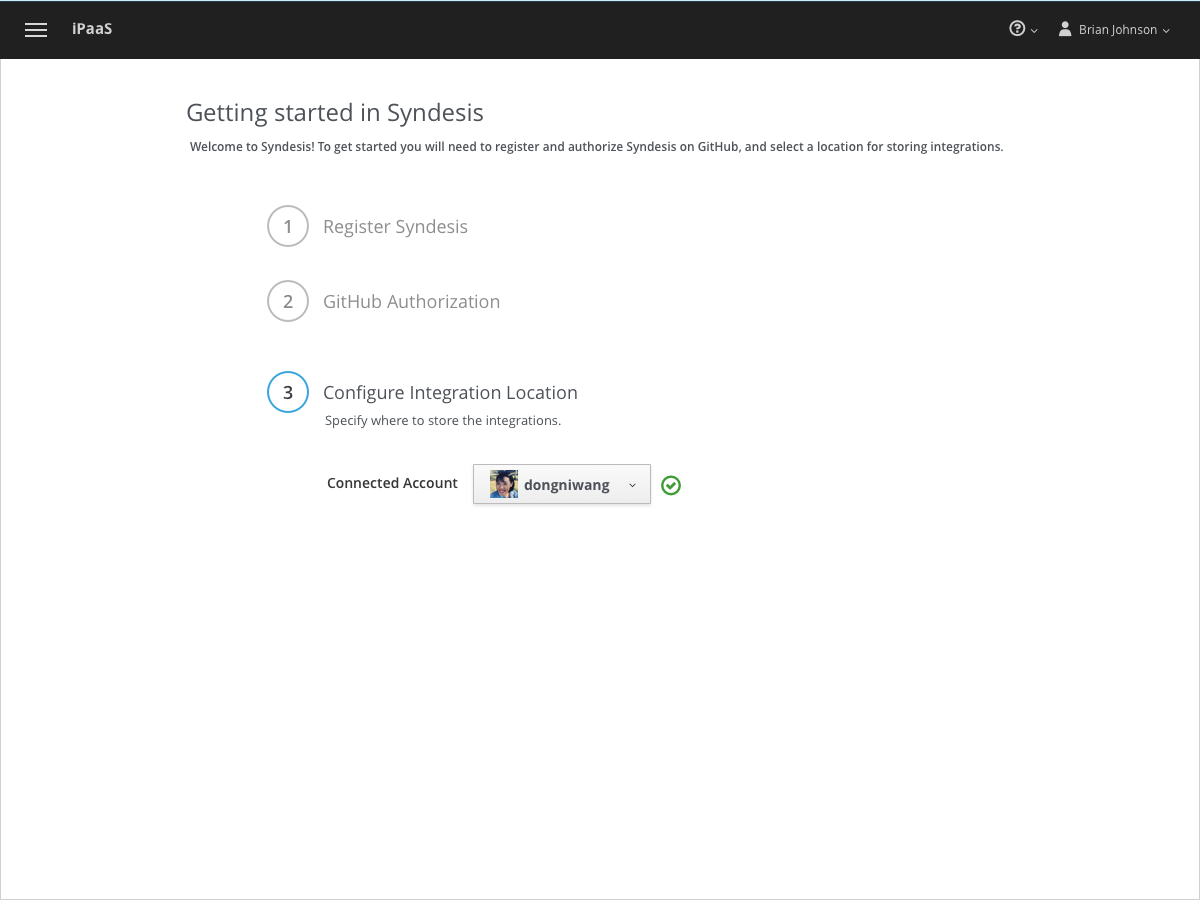 iPaaS
Brian Johnson
Getting started in Syndesis
Welcome to Syndesis! To get started you will need to register and authorize Syndesis on GitHub, and select a location for storing integrations.
1 Register Syndesis
2 GitHub Authorization
3 Configure Integration Location
Specify where to store the integrations.
Connected Account dongniwang